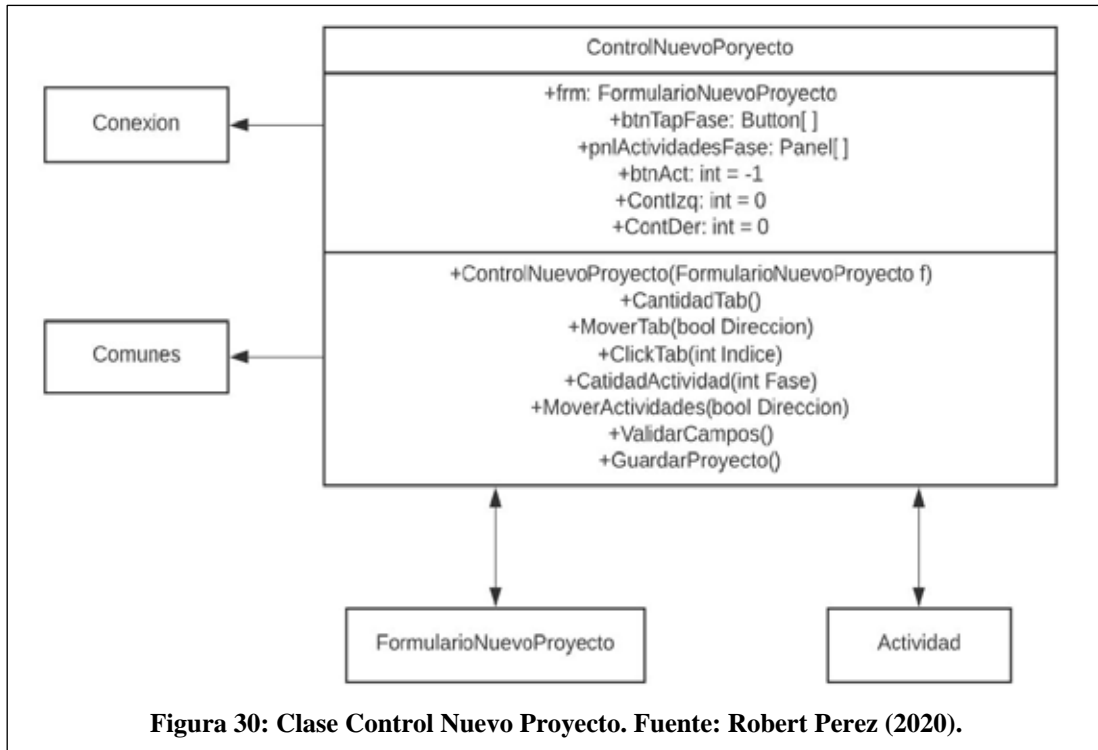 ControlNuevoPoryecto
+frm: FormularioNuevoProyecto
+btnTapFase: Button[ ]
+pnlActividadesFase: Panel[ ]
+btnAct: int = -1
+ContIzq: int = 0
+ContDer: int = 0
+ControlNuevoProyecto(FormularioNuevoProyecto f)
+CantidadTab()
+MoverTab(bool Direccion)
+ClickTab(int Indice)
+CatidadActividad(int Fase)
+MoverActividades(bool Direccion)
+ValidarCampos()
+GuardarProyecto()
Conexion
Comunes
FormularioNuevoProyecto
Actividad
Figura 30: Clase Control Nuevo Proyecto. Fuente: Robert Perez (2020).